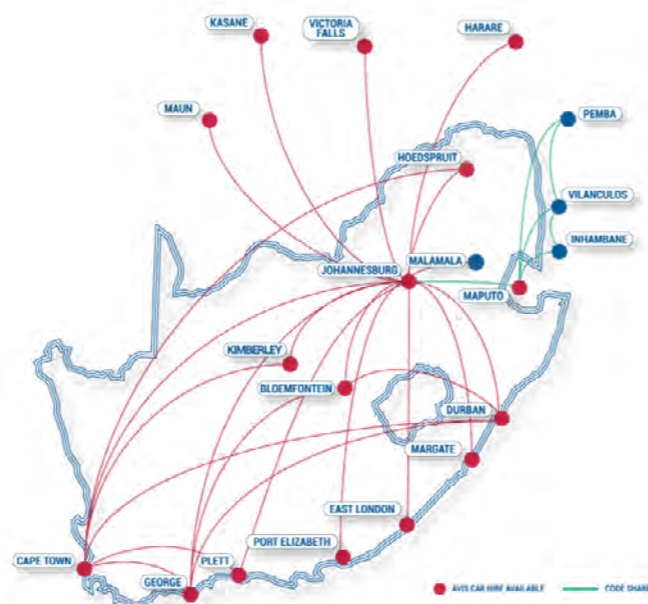 KASANE
VICTORIA
FALLS
HARARE
MAUN
PEMBA
HOEDSPRUIT
VILANCULOS
INHAMBANE
MALAMALA
JOHANNESBURG
MAPUTO
KIMBERLEY
BLOEMFONTEIN
DURBAN
MARGATE
EAST LONDON
PORT ELIZABETH
PLETT
CAPE TOWN
GEORGE
AVIS CAR HIRE AVAILABLE
CODE SHARE